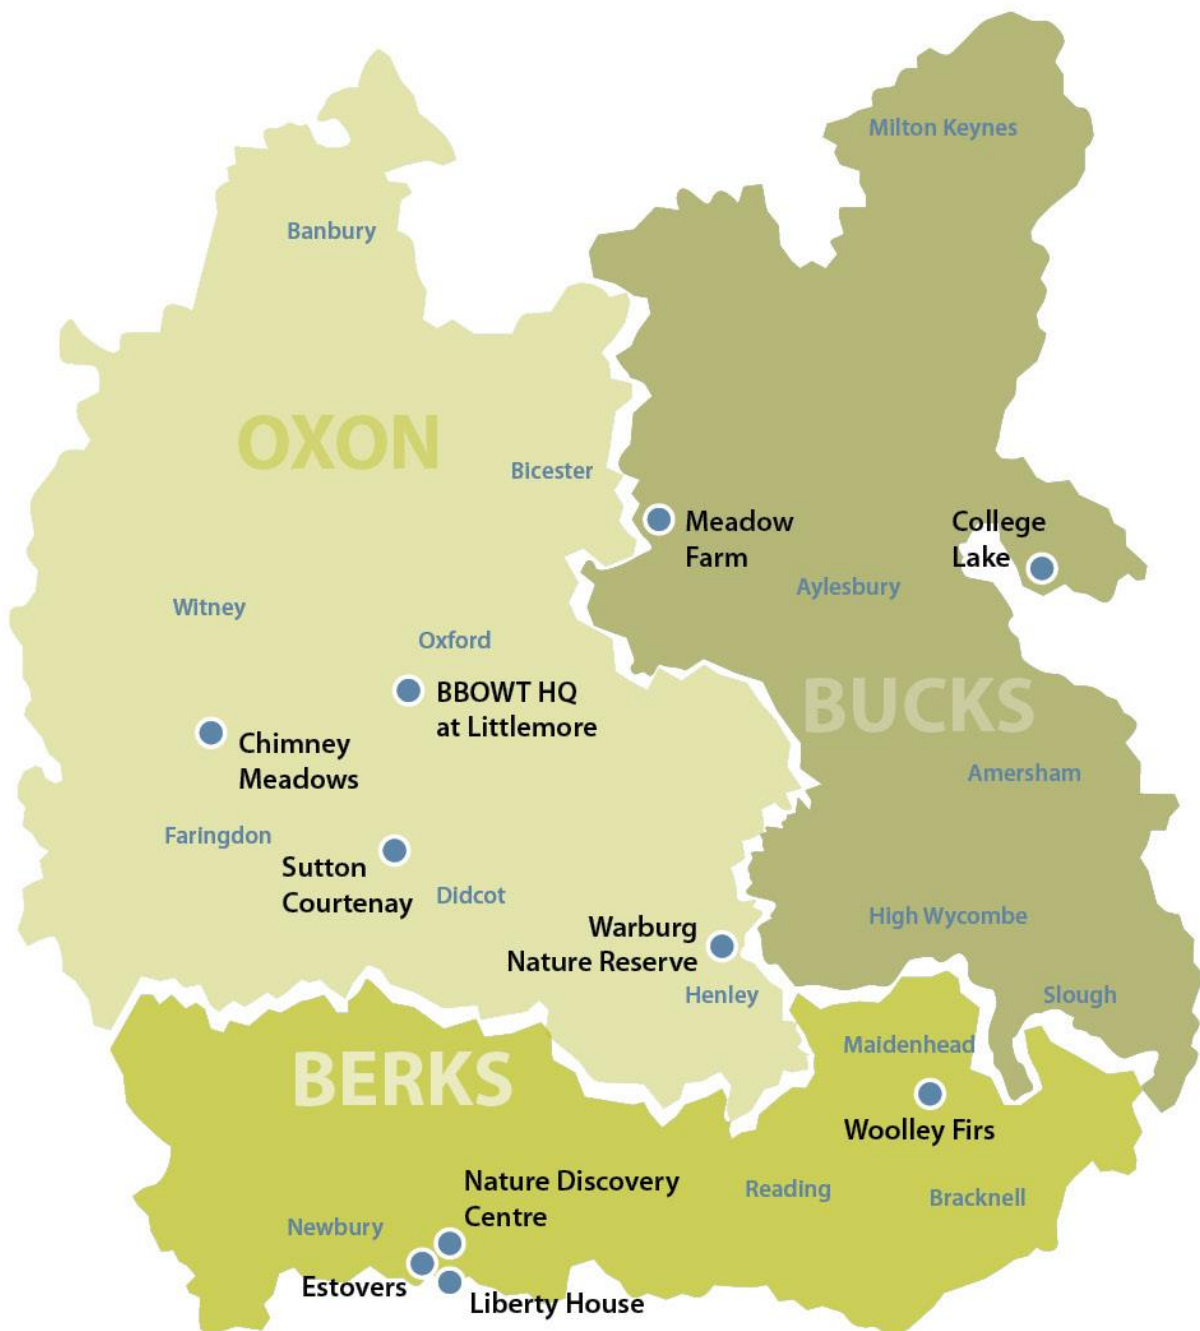 Milton Keynes
Banbury
OXON
Bicester
Meadow
Farm
College
Lake
Aylesbury
Witney
Oxford
BBOWT HQ
at Littlemore
BUCKS
Chimney
Meadows
Amersham
Faringdon
Sutton
Courtenay
Didcot
High Wycombe
Warburg
Nature Reserve
Henley
Slough
Maidenhead
BERKS
Woolley Firs
Nature Discovery
Centre
Reading
Bracknell
Newbury
Estovers
Liberty House